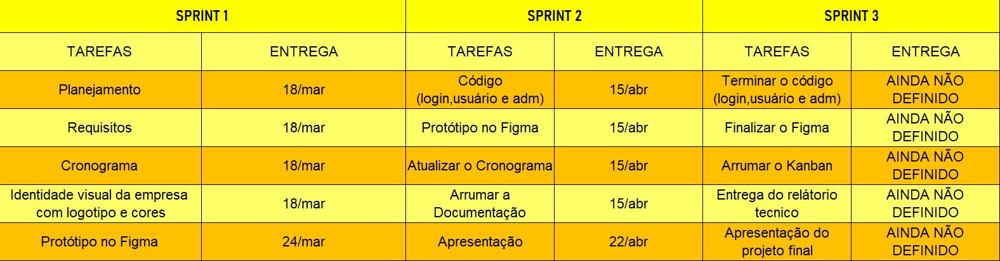 SPRINT 1
SPRINT 2
SPRINT 3
TAREFAS
ENTREGA
TAREFAS
ENTREGA
TAREFAS
ENTREGA
Planejamento
18/mar
Código
(login,usuário e adm)
15/abr
Terminar o código
(login,usuário e adm)
AINDA NÃO
DEFINIDO
Requisitos
18/mar
Protótipo no Figma
15/abr
Finalizar o Figma
AINDA NÃO
DEFINIDO
Cronograma
18/mar
Atualizar o Cronograma
15/abr
Arrumar o Kanban
AINDA NÃO
DEFINIDO
Identidade visual da empresa
com logotipo e cores
18/mar
Arrumar a
Documentação
15/abr
Entrega do relátorio
tecnico
AINDA NÃO
DEFINIDO
Protótipo no Figma
24/mar
Apresentação
22/abr
Apresentação do
projeto final
AINDA NÃO
DEFINIDO